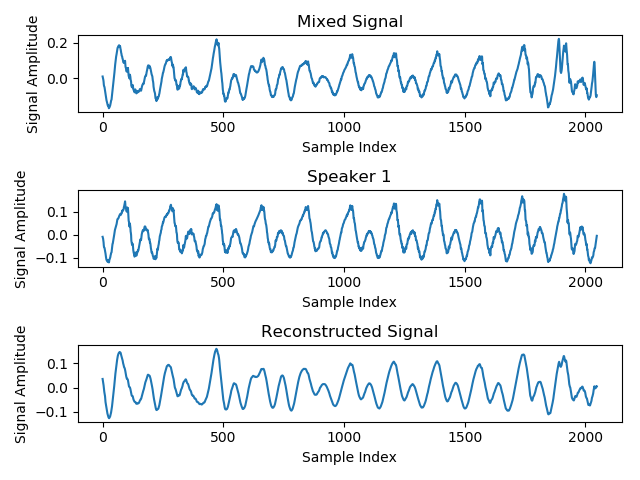 Mixed Signal
Signal Amplitude
0.2
0.0
0 500 1000 1500 2000
Sample Index
Speaker 1
Signal Amplitude
0.1
0.0
−0.1
0 500 1000 1500 2000
Sample Index
Reconstructed Signal
Signal Amplitude
0.1
0.0
−0.1
0 500 1000 1500 2000
Sample Index